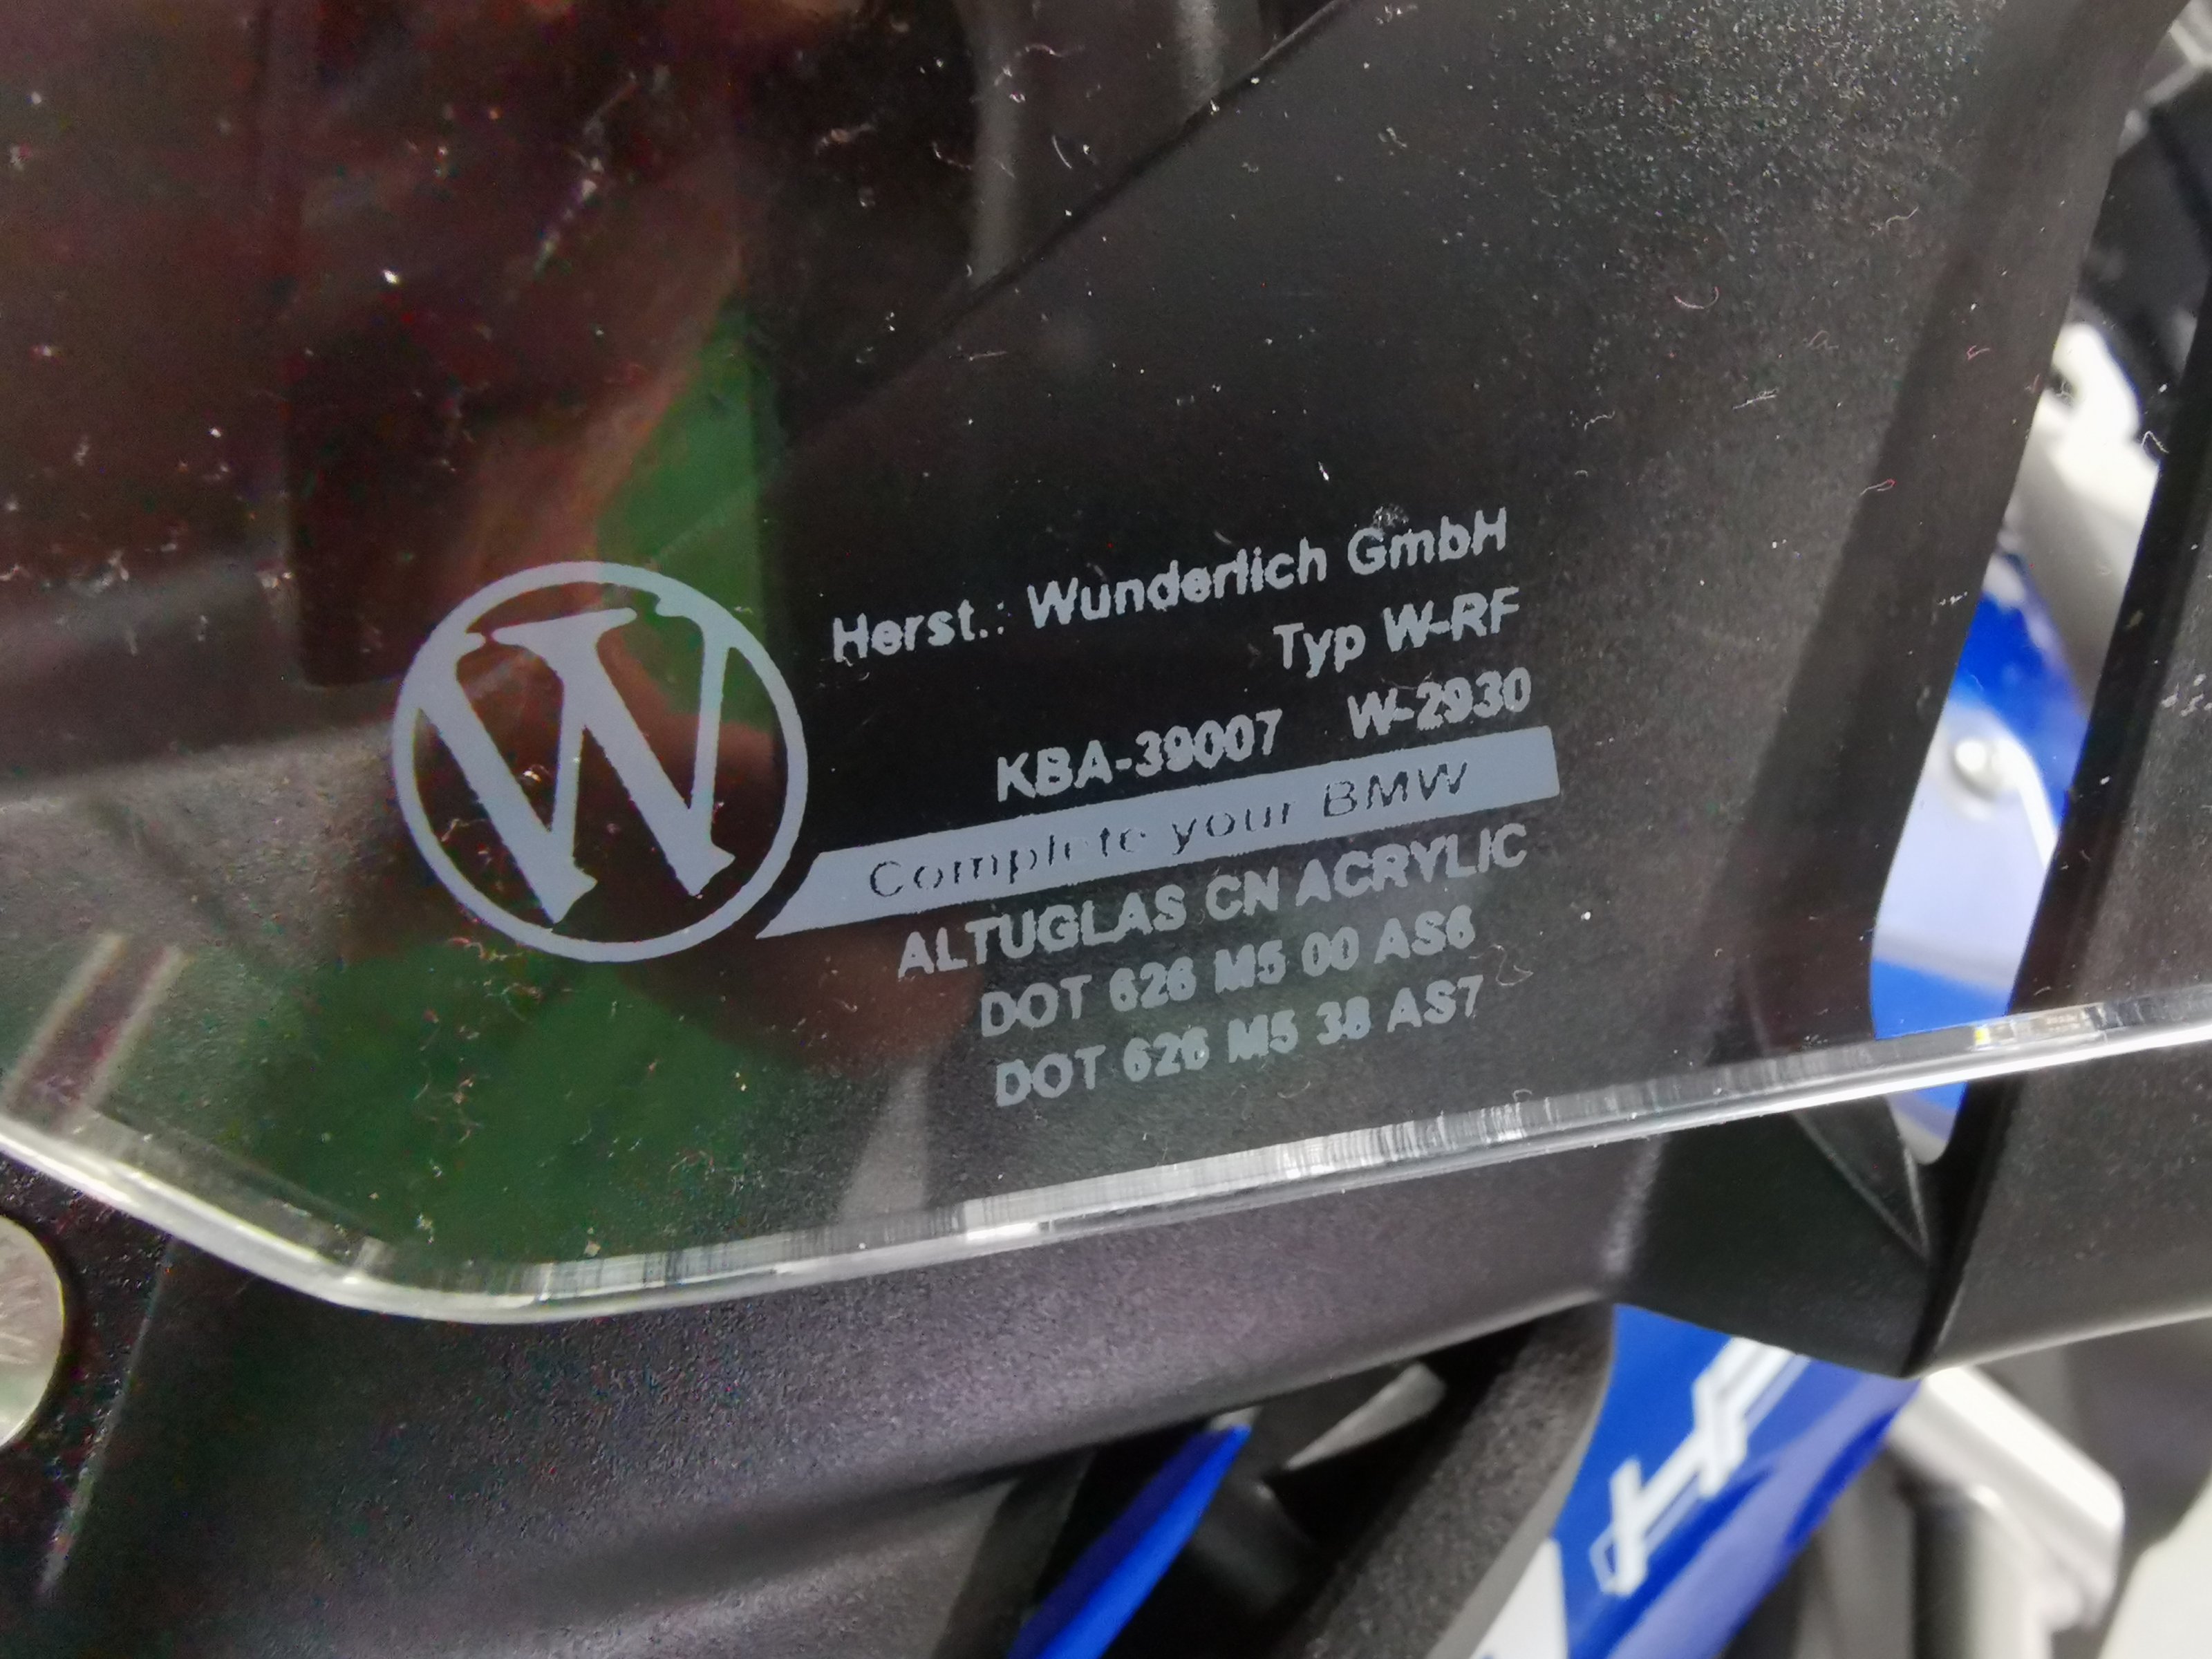 W
Herst.: Wunderlich GmbH
Typ W-RF
KBA-39007 W-2930
Complete your BMW
ALTUGLAS CN ACRYLIC
DOT 626 M5 00 AS6
DOT 626 M5 38 AS7